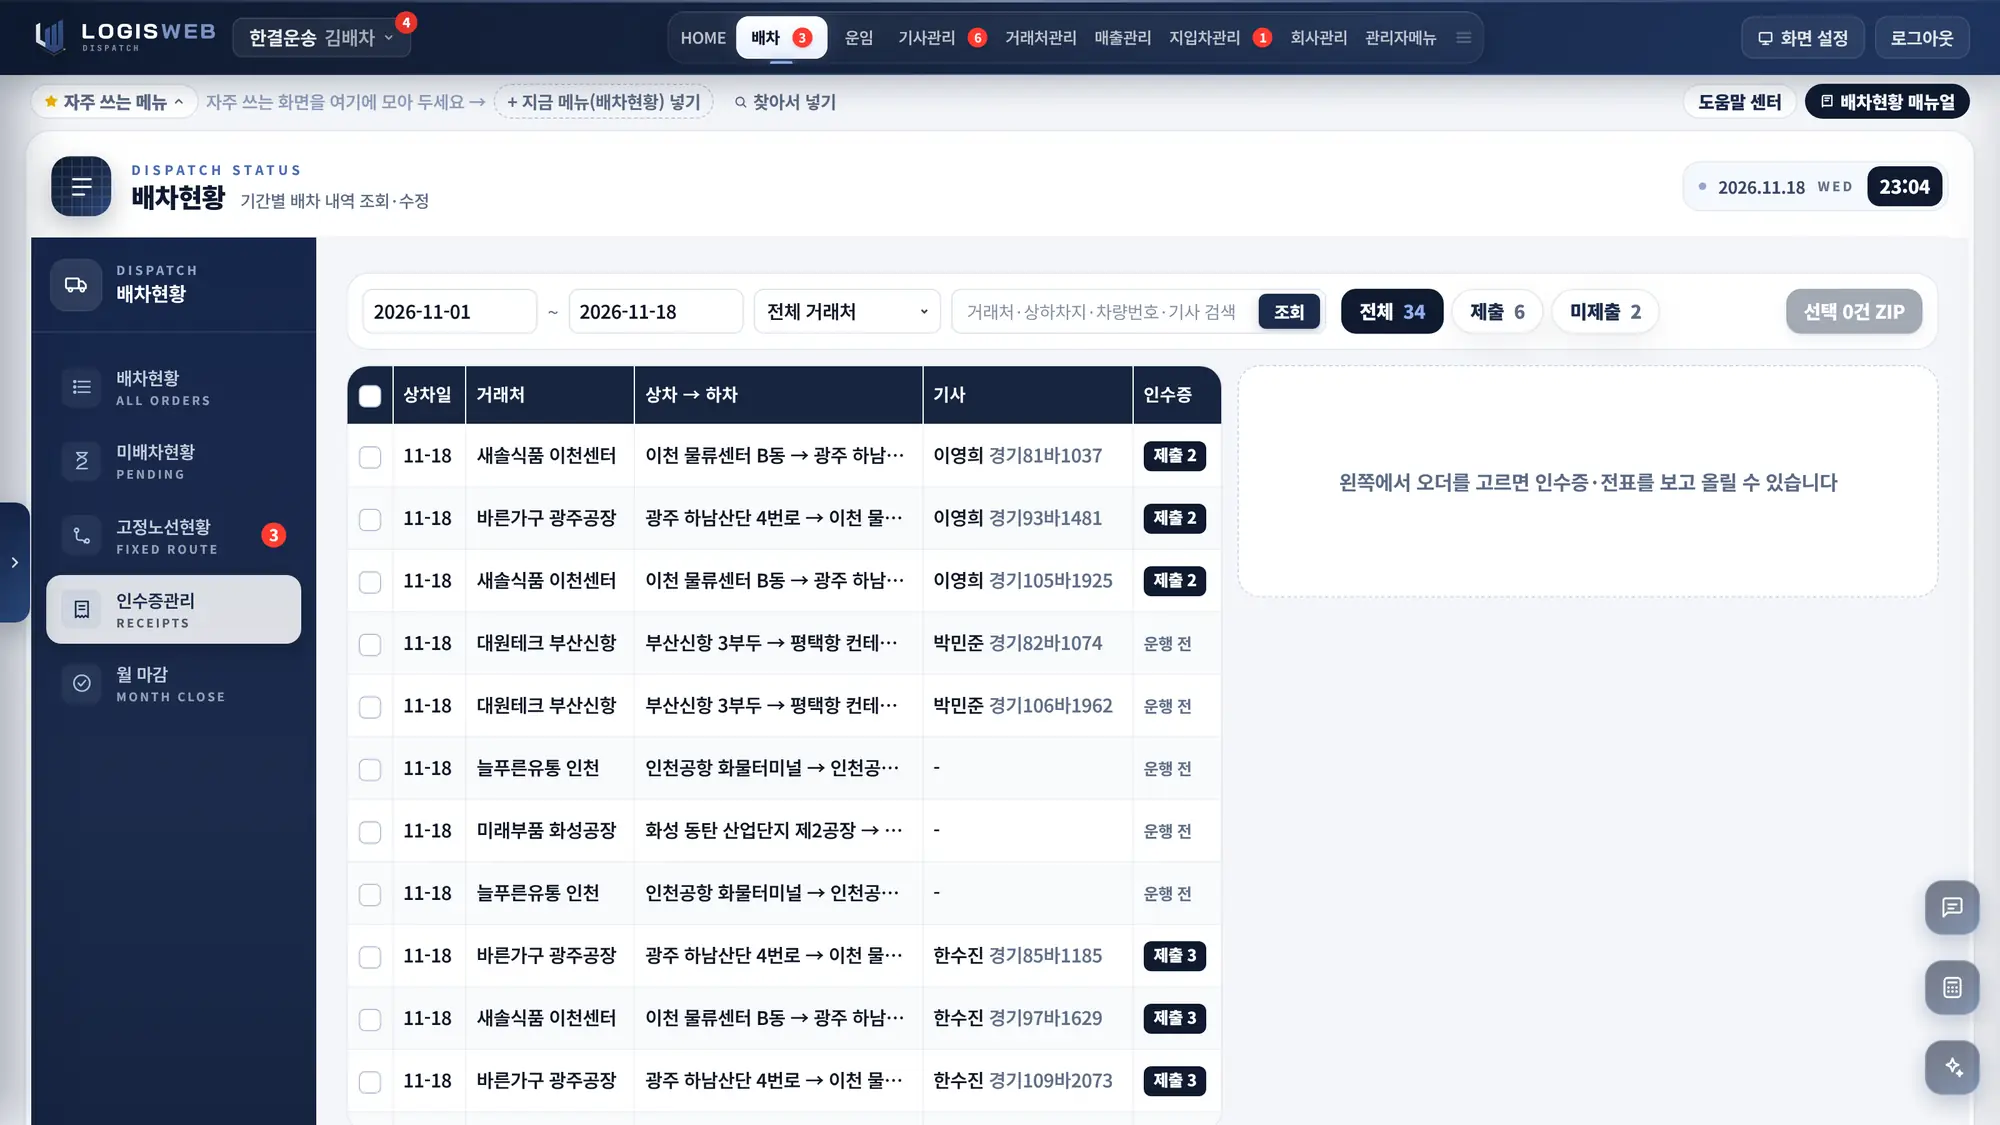 LOGISWEB
DISPATCH
한결운송 김배차
4
HOME
배차 3
운임
기사관리 6
거래처관리
매출관리
지입차관리 1
회사관리
관리자메뉴
화면 설정
로그아웃
자주 쓰는 메뉴
자주 쓰는 화면을 여기에 모아 두세요 →
+ 지금 메뉴(배차현황) 넣기
찾아서 넣기
도움말 센터
배차현황 매뉴얼
DISPATCH STATUS
배차현황 기간별 배차 내역 조회·수정
2026.11.18 WED 23:04
DISPATCH
배차현황
배차현황
ALL ORDERS
미배차현황
PENDING
고정노선현황
FIXED ROUTE
3
인수증관리
RECEIPTS
월 마감
MONTH CLOSE
2026-11-01 ~ 2026-11-18
전체 거래처
거래처·상하차지·차량번호·기사 검색
조회
전체 34
제출 6
미제출 2
선택 0건 ZIP
상차일 거래처 상차 → 하차 기사 인수증
11-18 새솔식품 이천센터 이천 물류센터 B동 → 광주 하남… 이영희 경기81바1037 제출 2
11-18 바른가구 광주공장 광주 하남산단 4번로 → 이천 물… 이영희 경기93바1481 제출 2
11-18 새솔식품 이천센터 이천 물류센터 B동 → 광주 하남… 이영희 경기105바1925 제출 2
11-18 대원테크 부산신항 부산신항 3부두 → 평택항 컨테… 박민준 경기82바1074 운행 전
11-18 대원테크 부산신항 부산신항 3부두 → 평택항 컨테… 박민준 경기106바1962 운행 전
11-18 늘푸른유통 인천 인천공항 화물터미널 → 인천공… - 운행 전
11-18 미래부품 화성공장 화성 동탄 산업단지 제2공장 → … - 운행 전
11-18 늘푸른유통 인천 인천공항 화물터미널 → 인천공… - 운행 전
11-18 바른가구 광주공장 광주 하남산단 4번로 → 이천 물… 한수진 경기85바1185 제출 3
11-18 새솔식품 이천센터 이천 물류센터 B동 → 광주 하남… 한수진 경기97바1629 제출 3
11-18 바른가구 광주공장 광주 하남산단 4번로 → 이천 물… 한수진 경기109바2073 제출 3
왼쪽에서 오더를 고르면 인수증·전표를 보고 올릴 수 있습니다